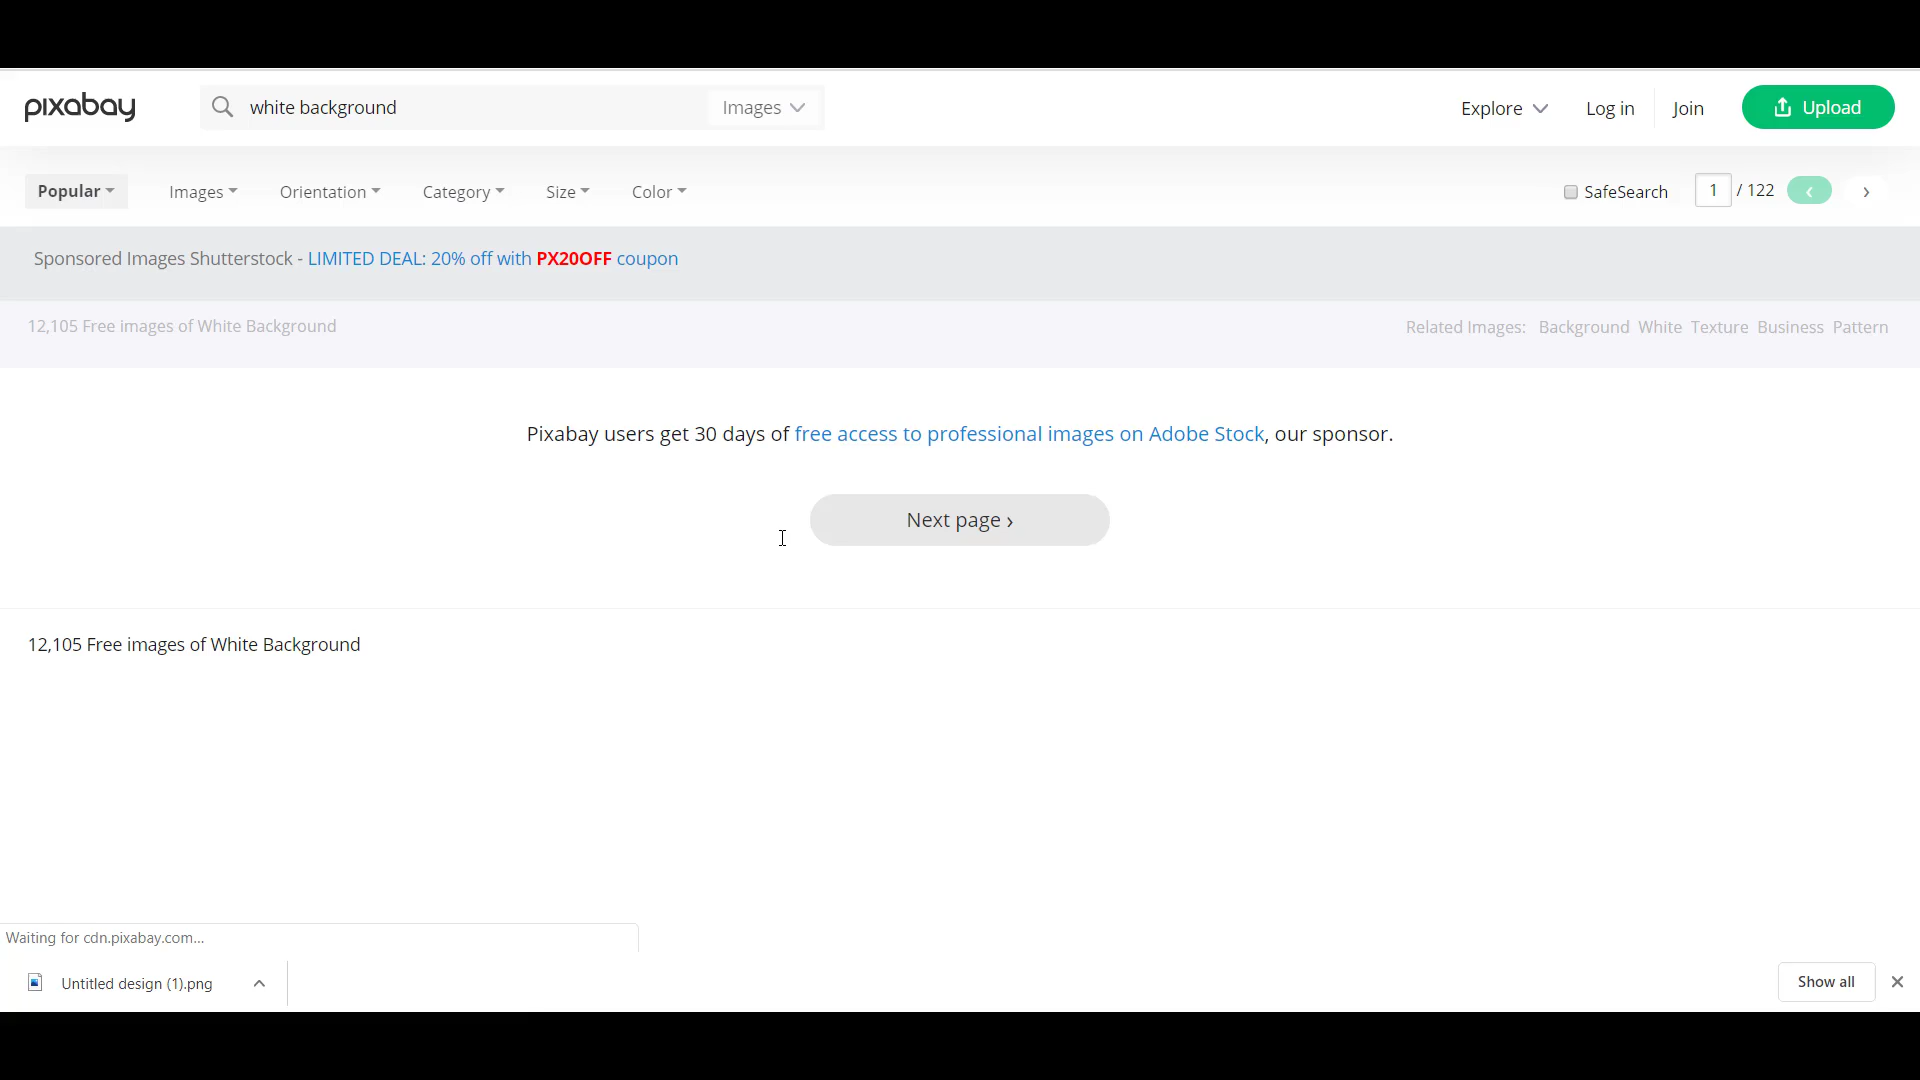 pixabay white background Images Explore Log in Join Upload
Popular Images Orientation Category Size Color SafeSearch 1 / 122 ‹ ›
Sponsored Images Shutterstock - LIMITED DEAL: 20% off with PX20OFF coupon
12,105 Free images of White Background Related Images: Background White Texture Business Pattern
Pixabay users get 30 days of free access to professional images on Adobe Stock, our sponsor.
Next page ›
12,105 Free images of White Background
Waiting for cdn.pixabay.com...
Untitled design (1).png Show all